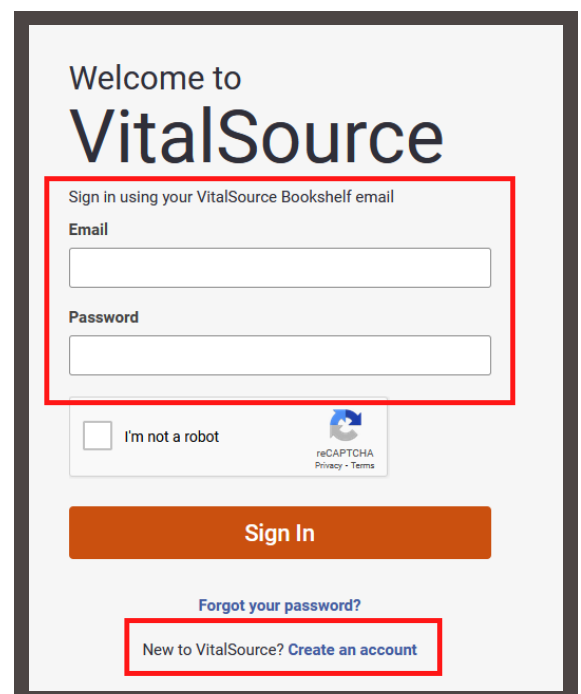 Welcome to
VitalSource
Sign in using your VitalSource Bookshelf email
Email
Password
I'm not a robot
reCAPTCHA
Privacy - Terms
Sign In
Forgot your password?
New to VitalSource? Create an account